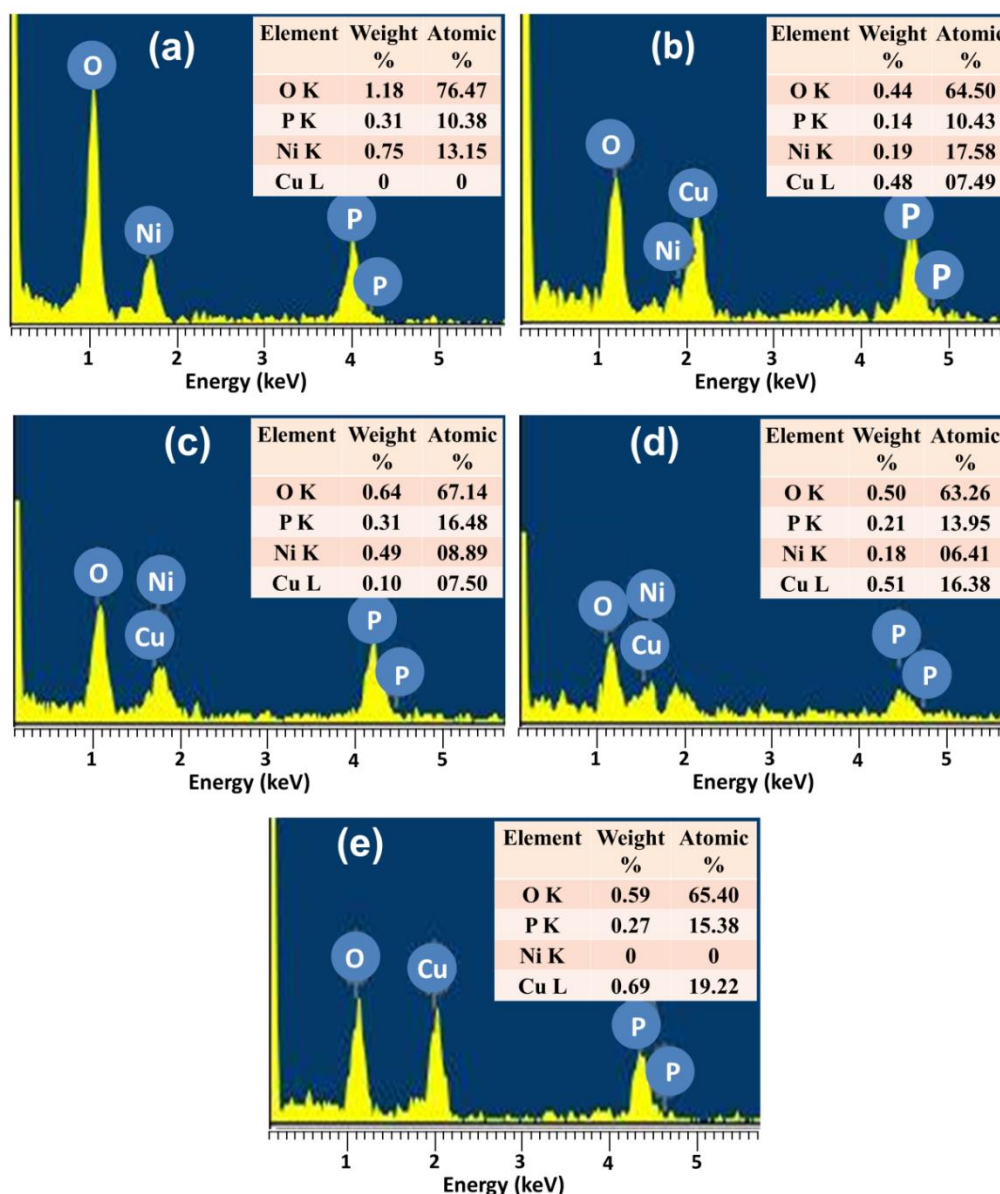 (a)
Element Weight % Atomic %
O K 1.18 76.47
P K 0.31 10.38
Ni K 0.75 13.15
Cu L 0 0
O
Ni
P
P
1 2 3 4 5
Energy (keV)
(b)
Element Weight % Atomic %
O K 0.44 64.50
P K 0.14 10.43
Ni K 0.19 17.58
Cu L 0.48 07.49
O
Cu
Ni
P
P
1 2 3 4 5
Energy (keV)
(c)
Element Weight % Atomic %
O K 0.64 67.14
P K 0.31 16.48
Ni K 0.49 08.89
Cu L 0.10 07.50
O
Ni
Cu
P
P
1 2 3 4 5
Energy (keV)
(d)
Element Weight % Atomic %
O K 0.50 63.26
P K 0.21 13.95
Ni K 0.18 06.41
Cu L 0.51 16.38
O
Ni
Cu
P
P
1 2 3 4 5
Energy (keV)
(e)
Element Weight % Atomic %
O K 0.59 65.40
P K 0.27 15.38
Ni K 0 0
Cu L 0.69 19.22
O
Cu
P
P
1 2 3 4 5
Energy (keV)